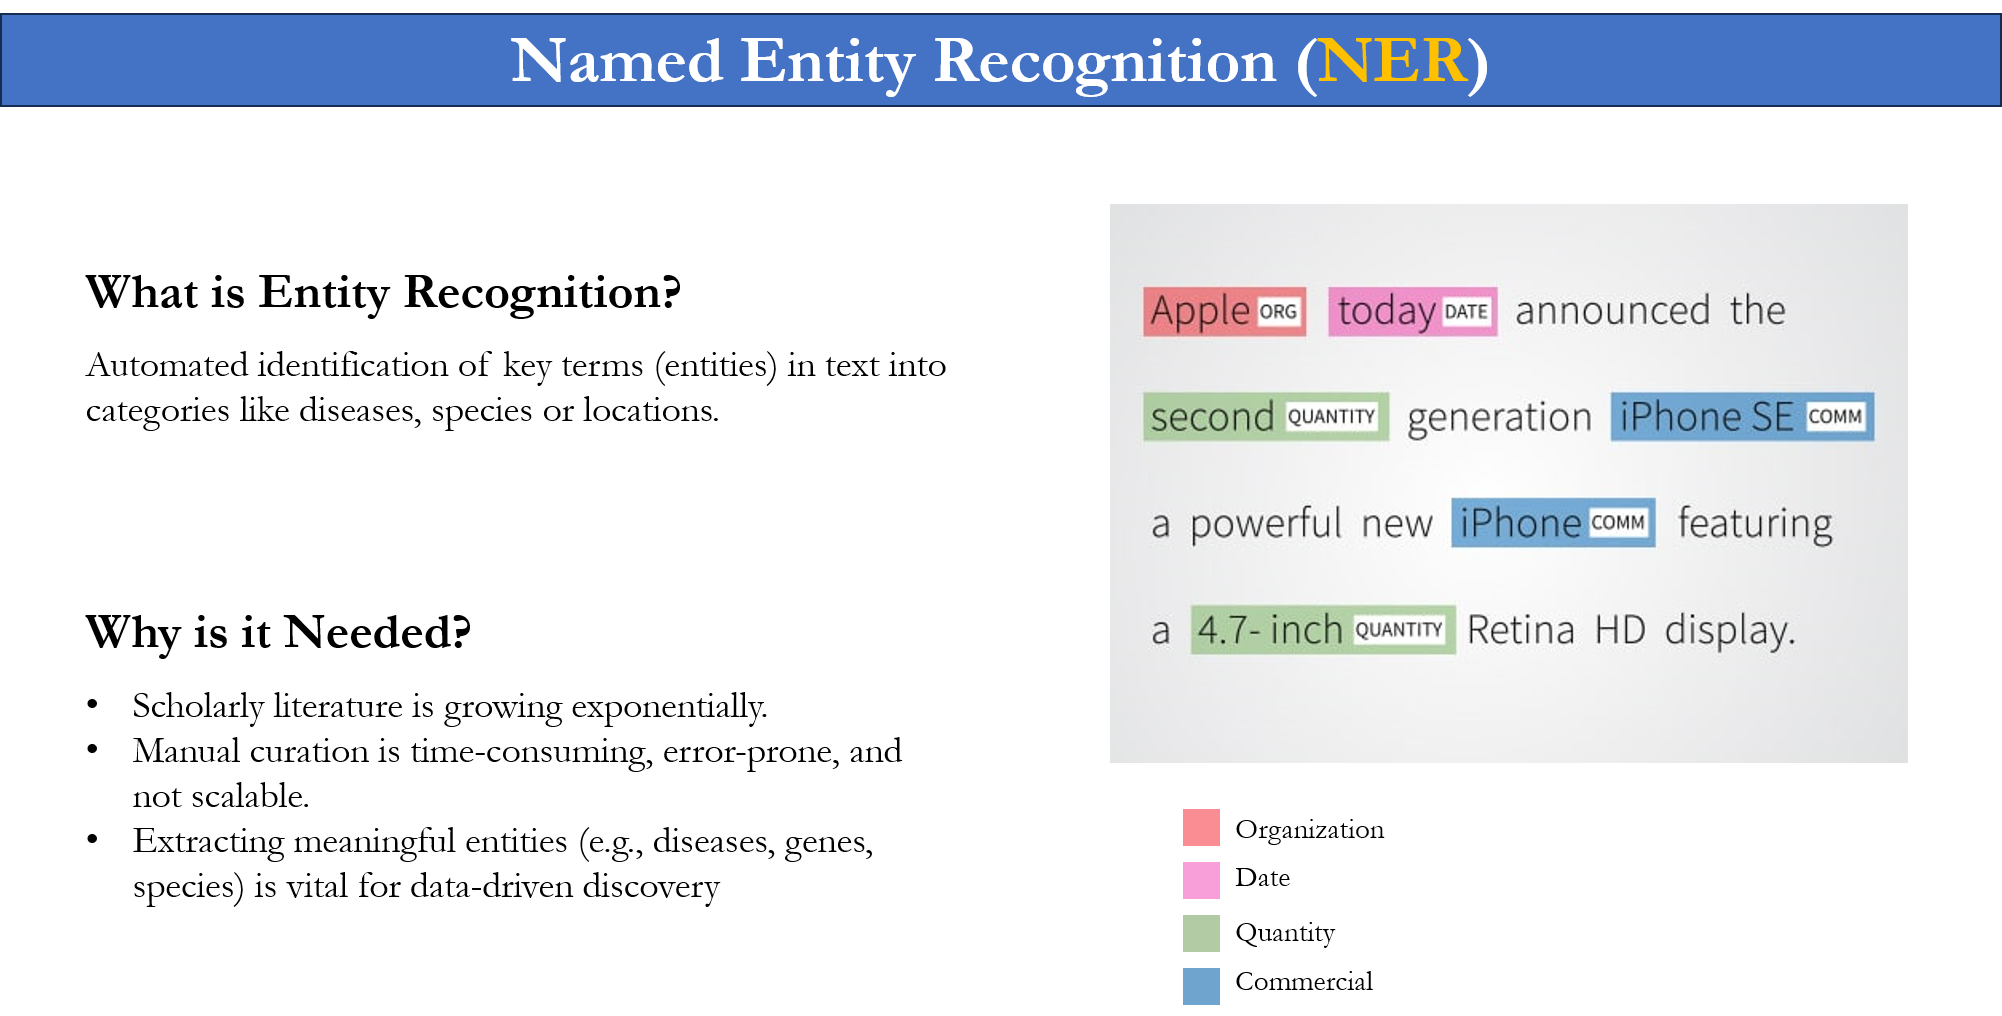 Named Entity Recognition (NER)
What is Entity Recognition?
Automated identification of key terms (entities) in text into
categories like diseases, species or locations.
Why is it Needed?
• Scholarly literature is growing exponentially.
• Manual curation is time-consuming, error-prone, and
not scalable.
• Extracting meaningful entities (e.g., diseases, genes,
species) is vital for data-driven discovery
Apple ORG today DATE announced the
second QUANTITY generation iPhone SE COMM
a powerful new iPhone COMM featuring
a 4.7- inch QUANTITY Retina HD display.
Organization
Date
Quantity
Commercial